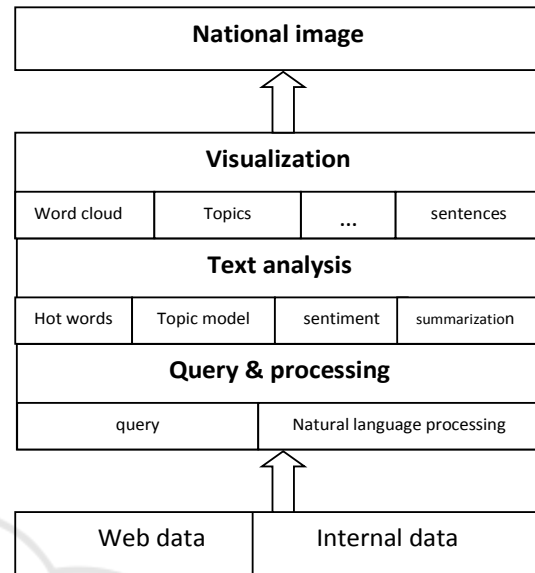 National image
Visualization
Word cloud Topics ... sentences
Text analysis
Hot words Topic model sentiment summarization
Query & processing
query Natural language processing
Web data Internal data